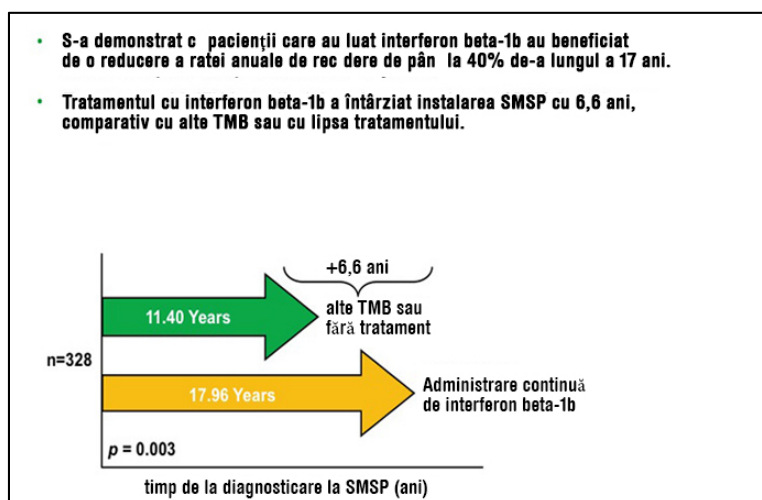 • S-a demonstrat c pacienții care au luat interferon beta-1b au beneficiat
de o reducere a ratei anuale de rec dere de pân la 40% de-a lungul a 17 ani.
• Tratamentul cu interferon beta-1b a întârziat instalarea SMSP cu 6,6 ani,
comparativ cu alte TMB sau cu lipsa tratamentului.
+6,6 ani
11.40 Years
alte TMB sau
fără tratament
n=328
17.96 Years
Administrare continuă
de interferon beta-1b
p = 0.003
timp de la diagnosticare la SMSP (ani)